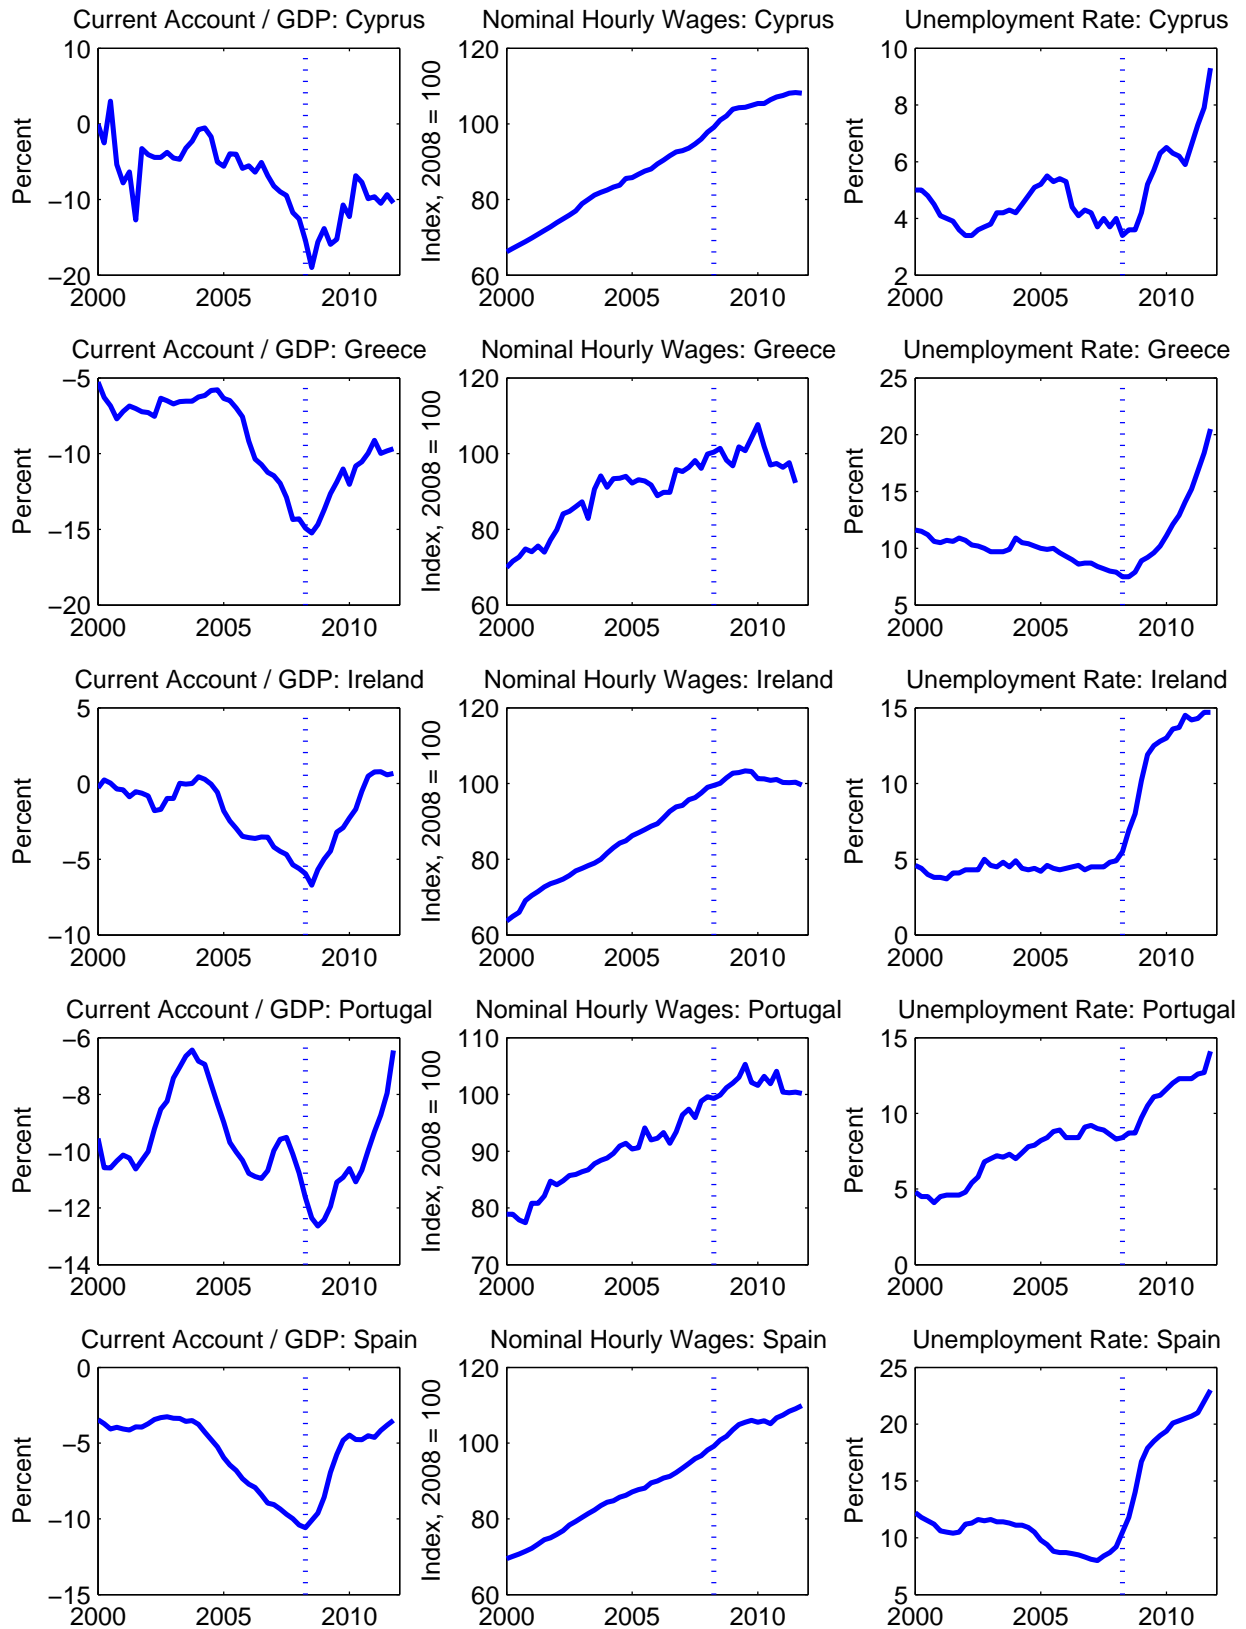 Current Account / GDP: Cyprus
Nominal Hourly Wages: Cyprus
Unemployment Rate: Cyprus
10
0
−10
−20
Percent
2000 2005 2010
120
100
80
60
Index, 2008 = 100
2000 2005 2010
10
8
6
4
2
Percent
2000 2005 2010
Current Account / GDP: Greece
Nominal Hourly Wages: Greece
Unemployment Rate: Greece
−5
−10
−15
−20
Percent
2000 2005 2010
120
100
80
60
Index, 2008 = 100
2000 2005 2010
25
20
15
10
5
Percent
2000 2005 2010
Current Account / GDP: Ireland
Nominal Hourly Wages: Ireland
Unemployment Rate: Ireland
5
0
−5
−10
Percent
2000 2005 2010
120
100
80
60
Index, 2008 = 100
2000 2005 2010
15
10
5
0
Percent
2000 2005 2010
Current Account / GDP: Portugal
Nominal Hourly Wages: Portugal
Unemployment Rate: Portugal
−6
−8
−10
−12
−14
Percent
2000 2005 2010
110
100
90
80
70
Index, 2008 = 100
2000 2005 2010
15
10
5
0
Percent
2000 2005 2010
Current Account / GDP: Spain
Nominal Hourly Wages: Spain
Unemployment Rate: Spain
0
−5
−10
−15
Percent
2000 2005 2010
120
100
80
60
Index, 2008 = 100
2000 2005 2010
25
20
15
10
5
Percent
2000 2005 2010